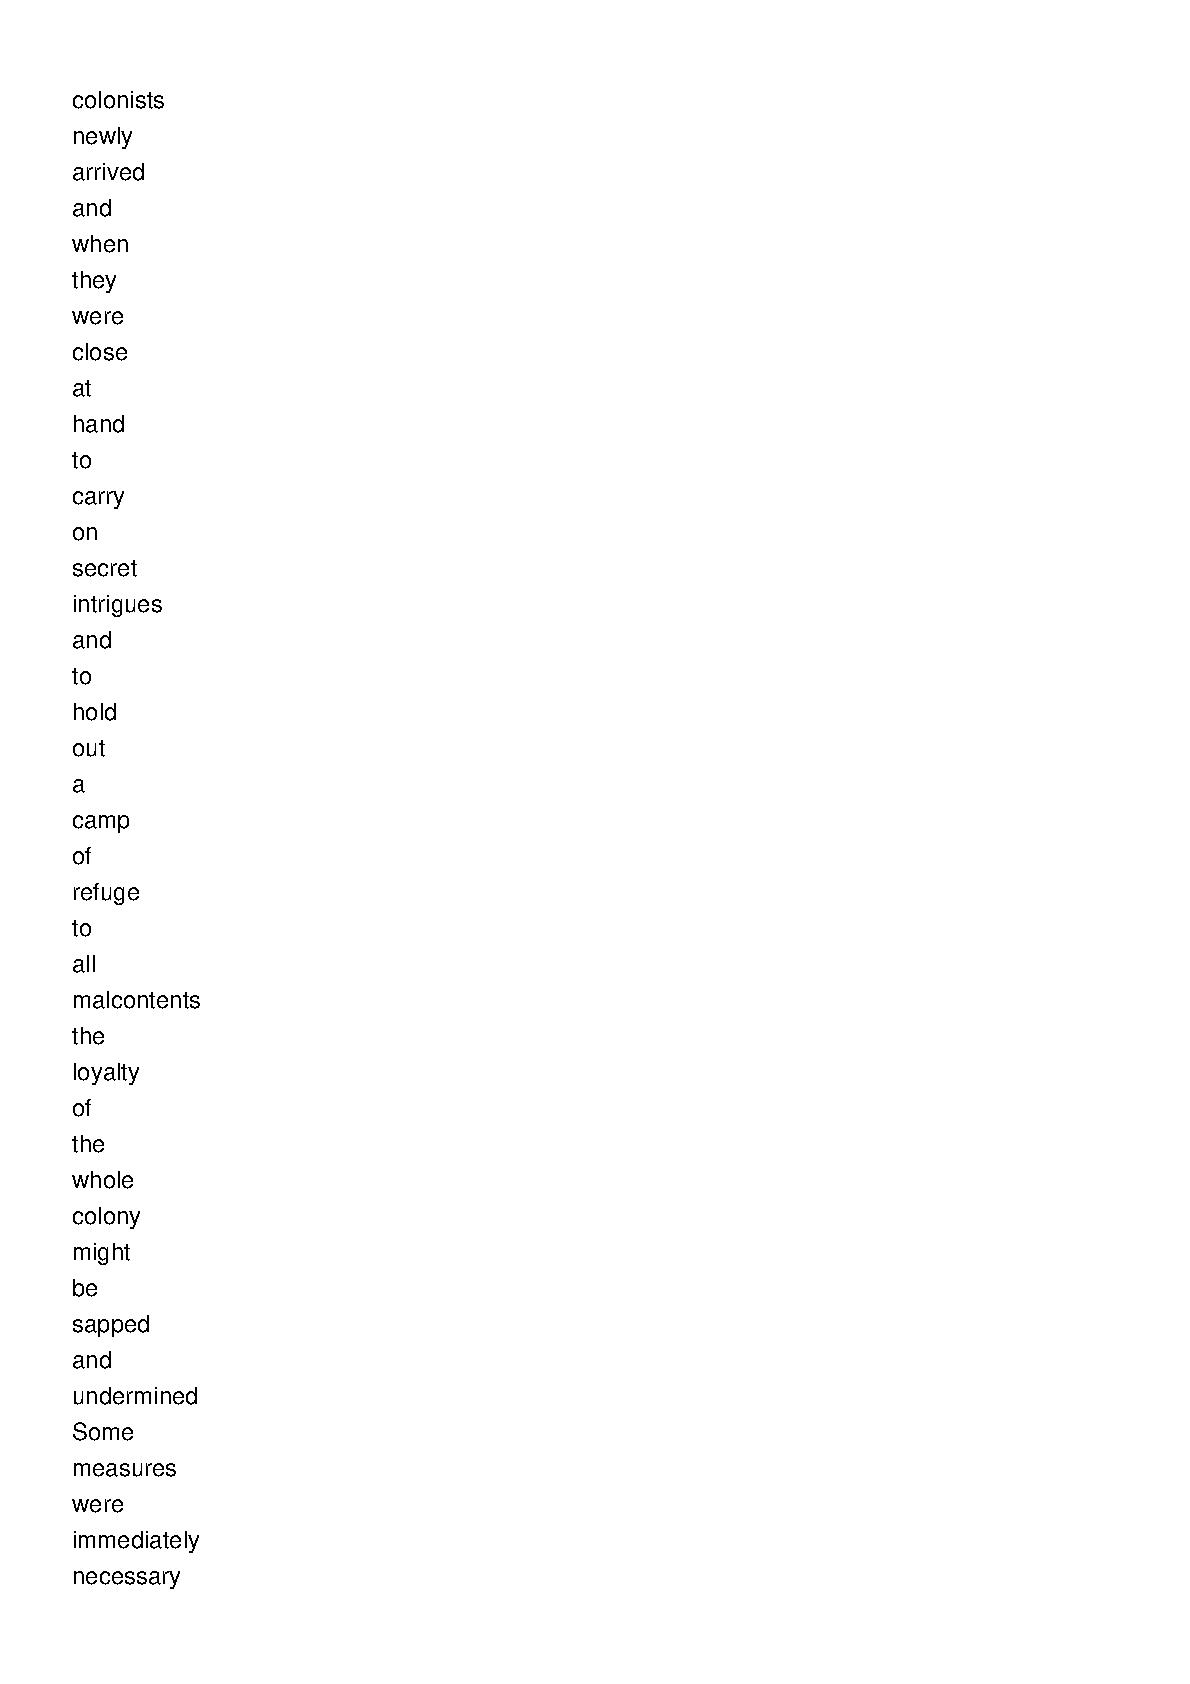 colonists
newly
arrived
and
when
they
were
close
at
hand
to
carry
on
secret
intrigues
and
to
hold
out
a
camp
of
refuge
to
all
malcontents
the
loyalty
of
the
whole
colony
might
be
sapped
and
undermined
Some
measures
were
immediately
necessary